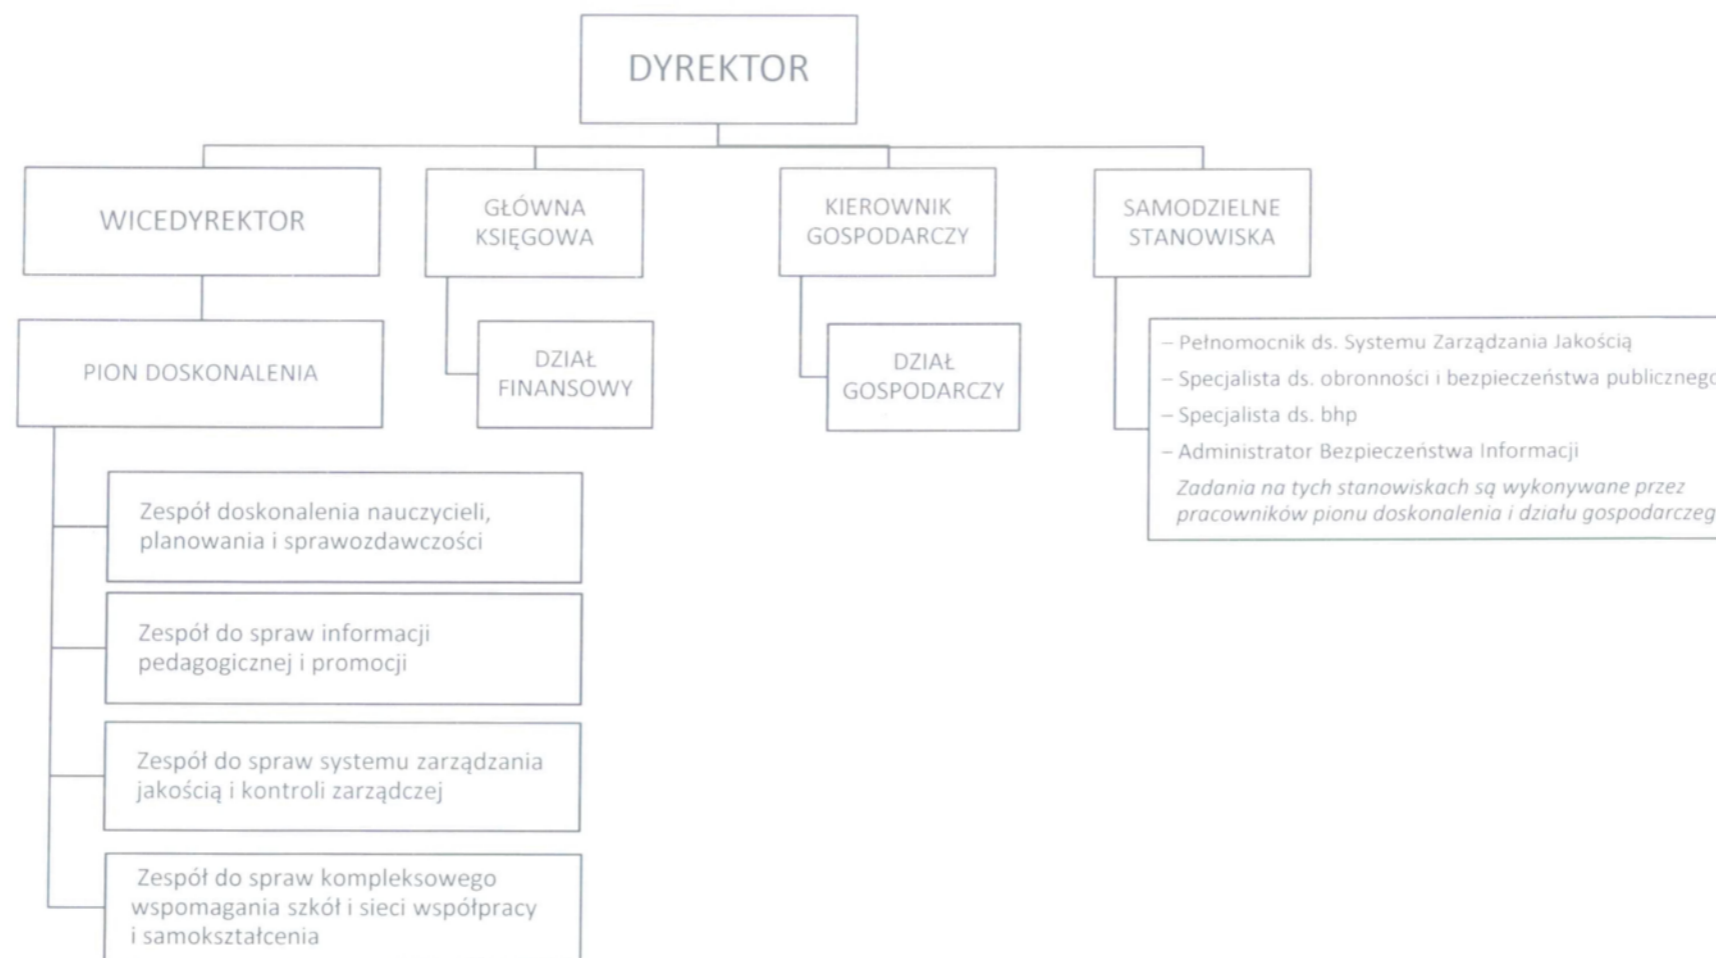 DYREKTOR
WICEDYREKTOR
GŁÓWNA
KSIĘGOWA
KIEROWNIK
GOSPODARCZY
SAMODZIELNE
STANOWISKA
PION DOSKONALENIA
DZIAŁ
FINANSOWY
DZIAŁ
GOSPODARCZY
– Pełnomocnik ds. Systemu Zarządzania Jakością
– Specjalista ds. obronności i bezpieczeństwa publicznego
– Specjalista ds. bhp
– Administrator Bezpieczeństwa Informacji
Zadania na tych stanowiskach są wykonywane przez
pracowników pionu doskonalenia i działu gospodarczeg
Zespół doskonalenia nauczycieli,
planowania i sprawozdawczości
Zespół do spraw informacji
pedagogicznej i promocji
Zespół do spraw systemu zarządzania
jakością i kontroli zarządczej
Zespół do spraw kompleksowego
wspomagania szkół i sieci współpracy
i samokształcenia